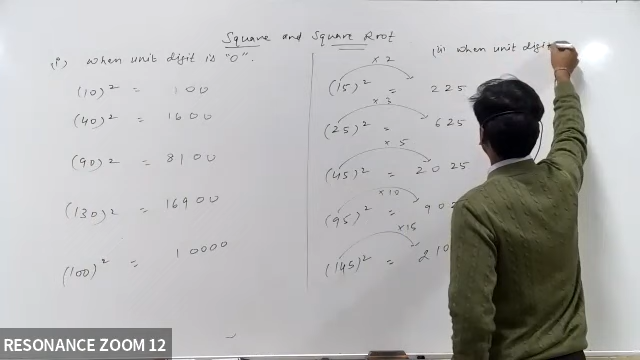 Square and Square Root
(i) when unit digit is "0".
(10)² = 100
(40)² = 1600
(90)² = 8100
(130)² = 16900
(100)² = 10000
(ii) when unit digit
×2
(15)² = 225
×3
(25)² = 625
×5
(45)² = 2025
×10
(95)² = 902
×15
(145)² = 210
RESONANCE ZOOM 12